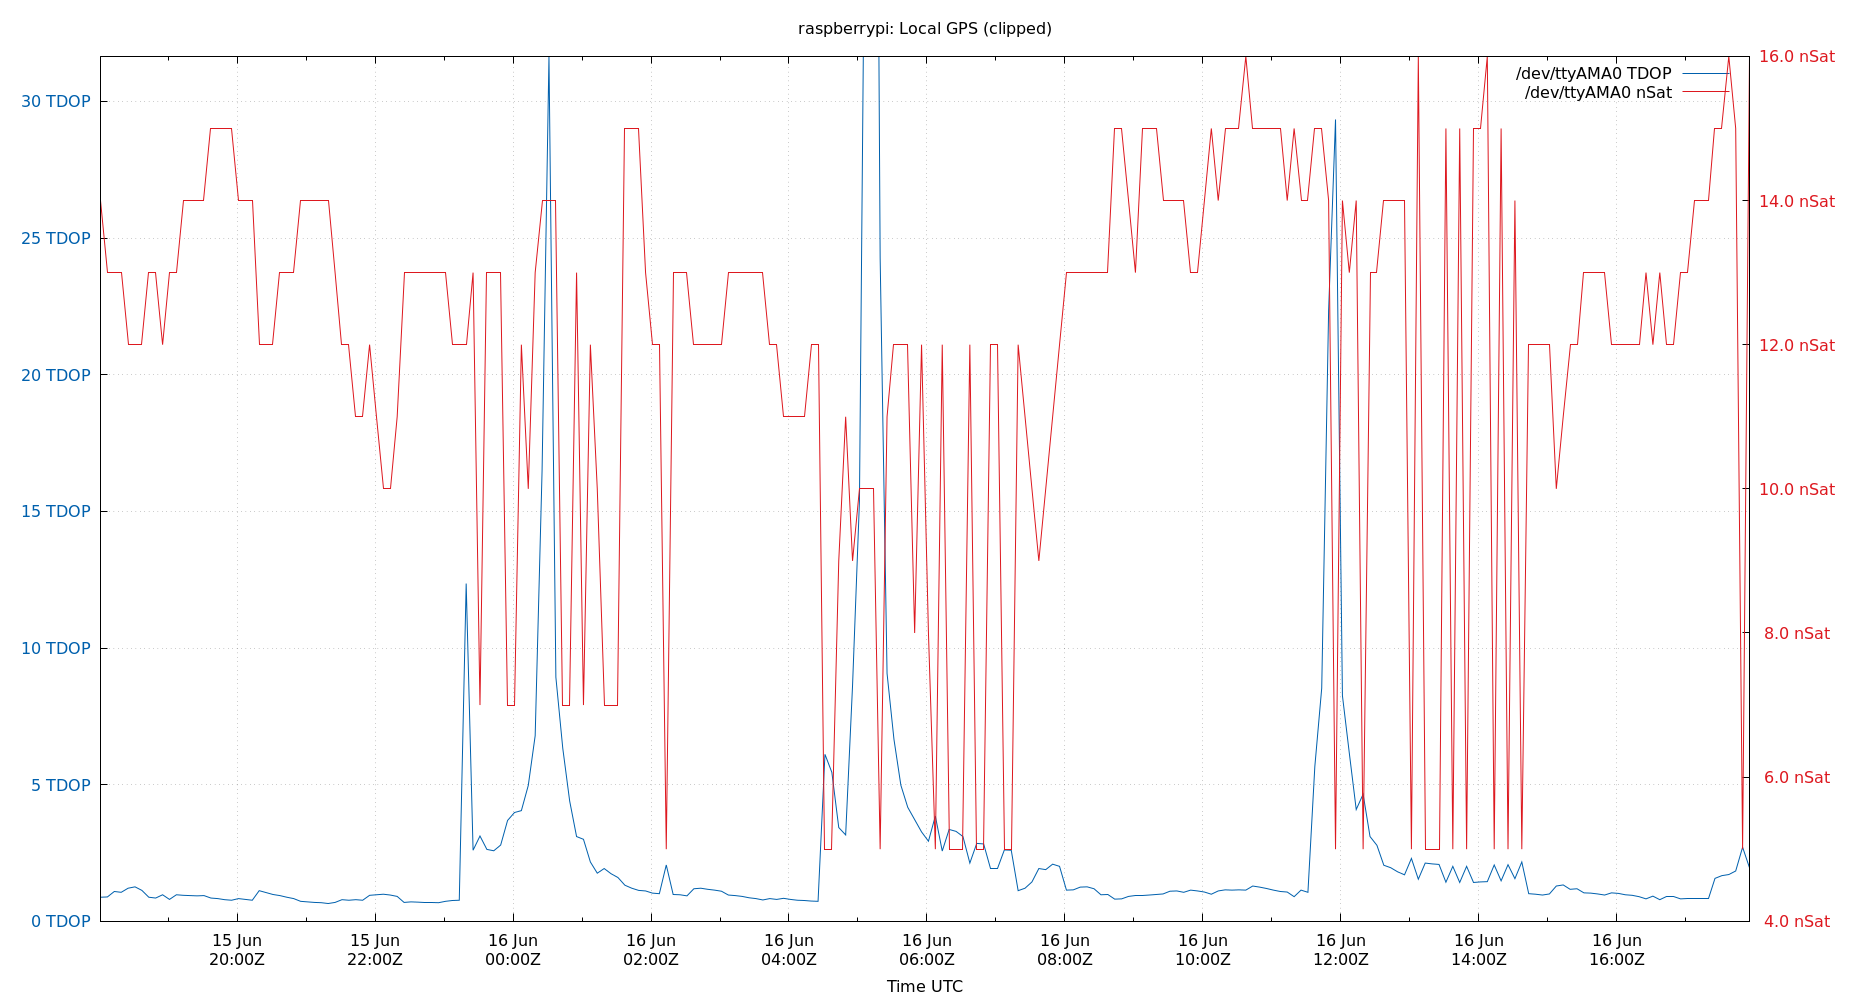 raspberrypi: Local GPS (clipped)
/dev/ttyAMA0 TDOP
/dev/ttyAMA0 nSat
30 TDOP
25 TDOP
20 TDOP
15 TDOP
10 TDOP
5 TDOP
0 TDOP
16.0 nSat
14.0 nSat
12.0 nSat
10.0 nSat
8.0 nSat
6.0 nSat
4.0 nSat
15 Jun
20:00Z
15 Jun
22:00Z
16 Jun
00:00Z
16 Jun
02:00Z
16 Jun
04:00Z
16 Jun
06:00Z
16 Jun
08:00Z
16 Jun
10:00Z
16 Jun
12:00Z
16 Jun
14:00Z
16 Jun
16:00Z
Time UTC